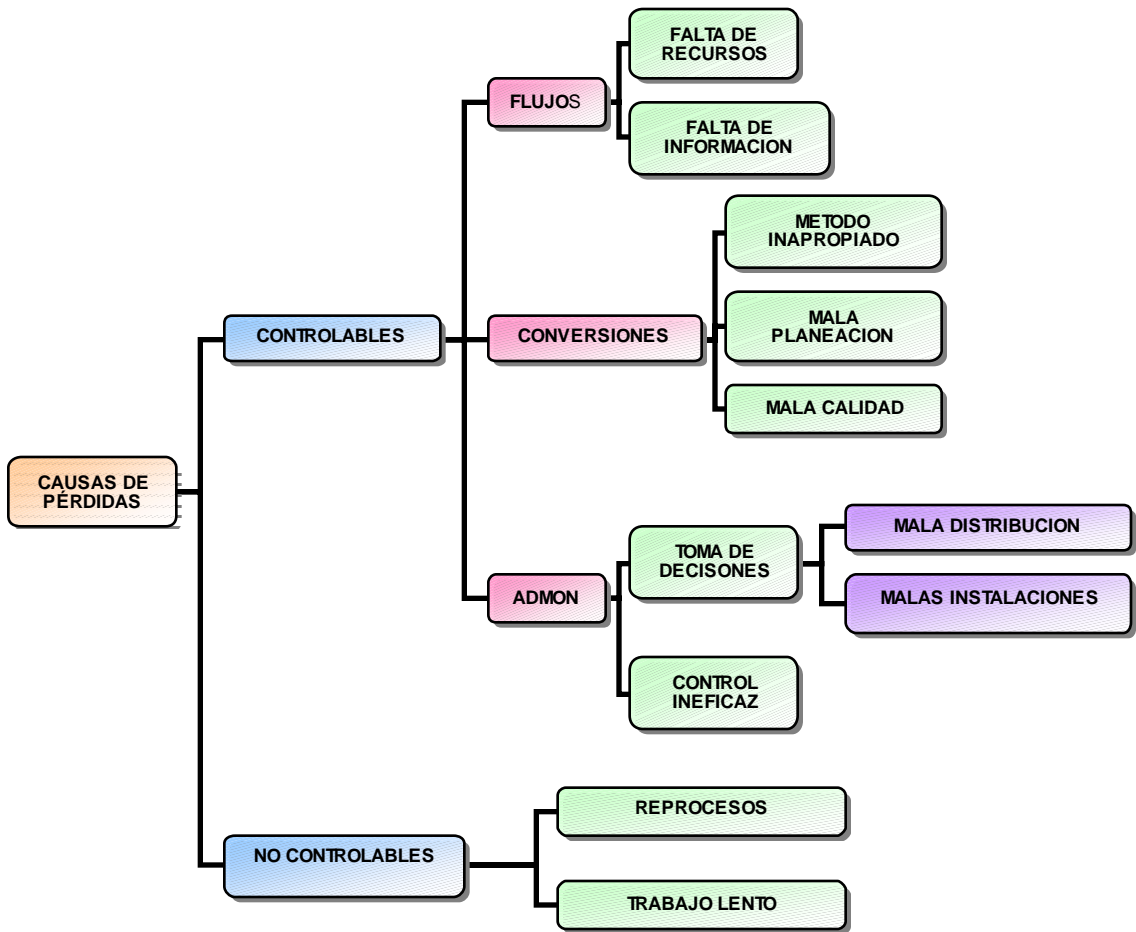 FALTA DE
RECURSOS
FLUJOS
FALTA DE
INFORMACION
METODO
INAPROPIADO
CONTROLABLES
CONVERSIONES
MALA
PLANEACION
MALA CALIDAD
CAUSAS DE
PÉRDIDAS
TOMA DE
DECISONES
MALA DISTRIBUCION
ADMON
MALAS INSTALACIONES
CONTROL
INEFICAZ
NO CONTROLABLES
REPROCESOS
TRABAJO LENTO